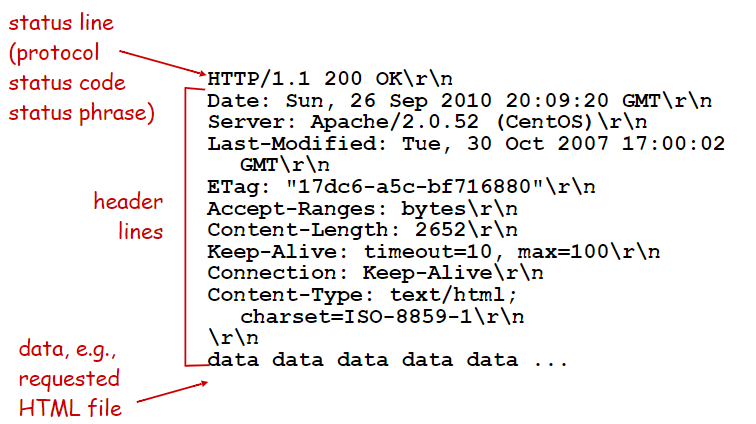 status line
(protocol
status code
status phrase)
HTTP/1.1 200 OK\r\n
Date: Sun, 26 Sep 2010 20:09:20 GMT\r\n
Server: Apache/2.0.52 (CentOS)\r\n
Last-Modified: Tue, 30 Oct 2007 17:00:02
GMT\r\n
ETag: "17dc6-a5c-bf716880"\r\n
Accept-Ranges: bytes\r\n
Content-Length: 2652\r\n
Keep-Alive: timeout=10, max=100\r\n
Connection: Keep-Alive\r\n
Content-Type: text/html;
charset=ISO-8859-1\r\n
\r\n
data data data data data ...
header
lines
data, e.g.,
requested
HTML file